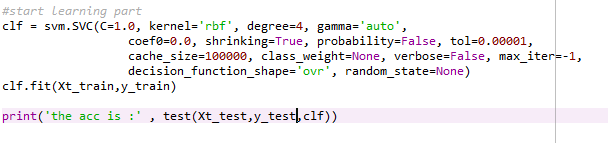 #start learning part
clf = svm.SVC(C=1.0, kernel='rbf', degree=4, gamma='auto',
coef0=0.0, shrinking=True, probability=False, tol=0.00001,
cache_size=100000, class_weight=None, verbose=False, max_iter=-1,
decision_function_shape='ovr', random_state=None)
clf.fit(Xt_train,y_train)
print('the acc is :' , test(Xt_test,y_test,clf))